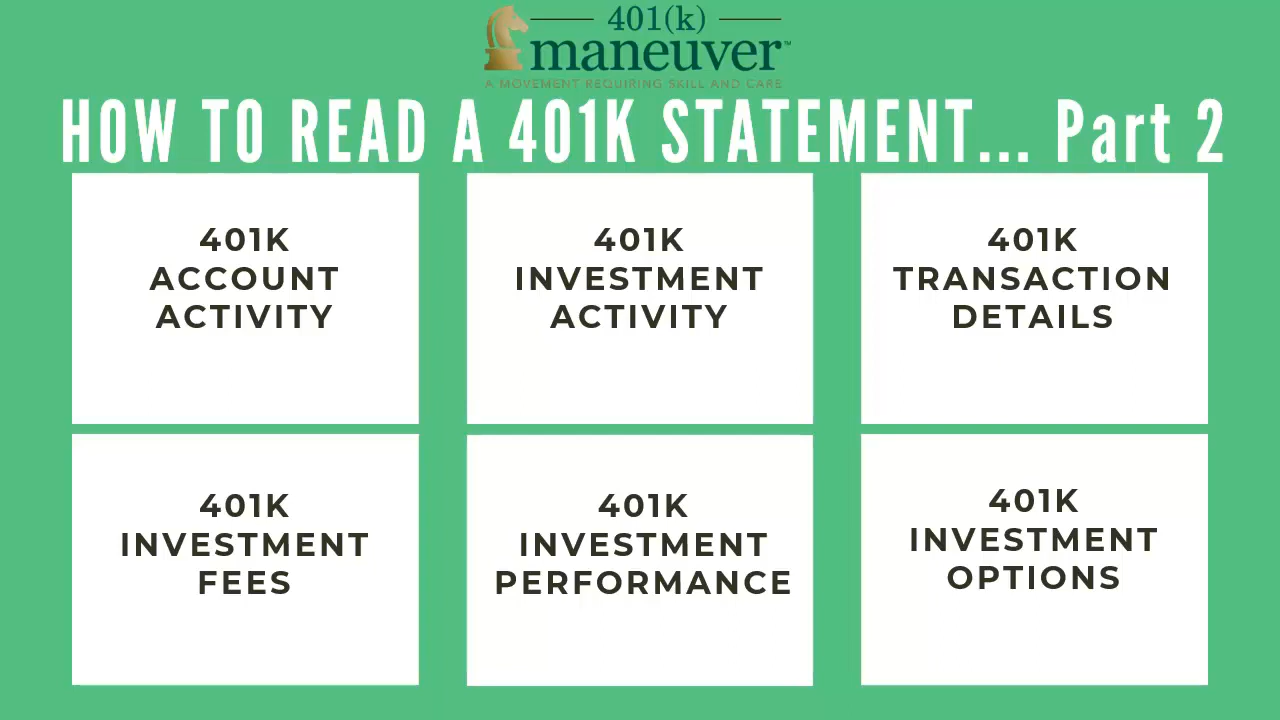 401(k)
maneuver™
A MOVEMENT REQUIRING SKILL AND CARE
HOW TO READ A 401K STATEMENT... Part 2
401K
ACCOUNT
ACTIVITY
401K
INVESTMENT
ACTIVITY
401K
TRANSACTION
DETAILS
401K
INVESTMENT
FEES
401K
INVESTMENT
PERFORMANCE
401K
INVESTMENT
OPTIONS